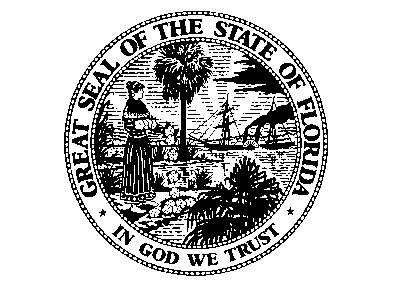 GREAT SEAL OF THE STATE OF FLORIDA
IN GOD WE TRUST